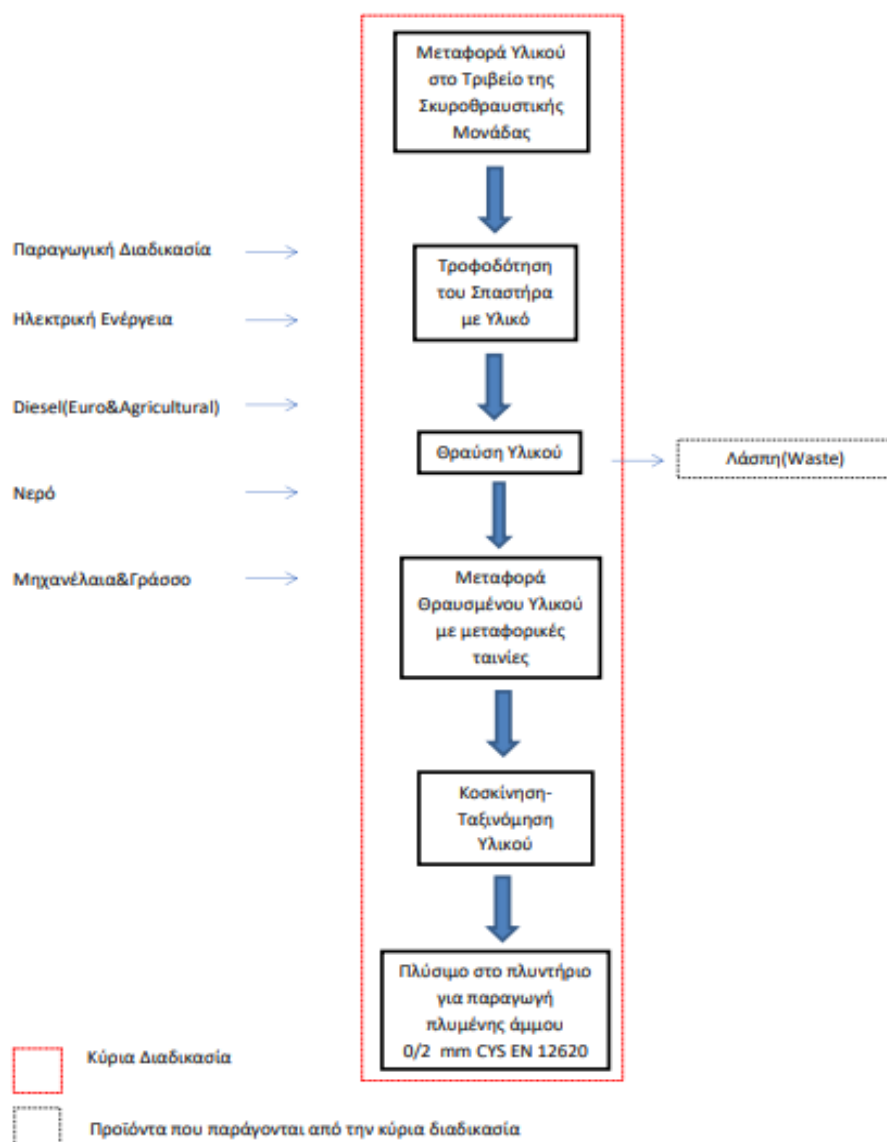 Μεταφορά Υλικού
στο Τριβείο της
Σκυροθραυστικής
Μονάδας
Παραγωγική Διαδικασία
Ηλεκτρική Ενέργεια
Diesel(Euro&Agricultural)
Νερό
Μηχανέλαια&Γράσσο
Τροφοδότηση
του Σπαστήρα
με Υλικό
Θραύση Υλικού
Λάσπη(Waste)
Μεταφορά
Θραυσμένου Υλικού
με μεταφορικές
ταινίες
Κοσκίνηση-
Ταξινόμηση
Υλικού
Πλύσιμο στο πλυντήριο
για παραγωγή
πλυμένης άμμου
0/2 mm CYS EN 12620
Κύρια Διαδικασία
Προϊόντα που παράγονται από την κύρια διαδικασία